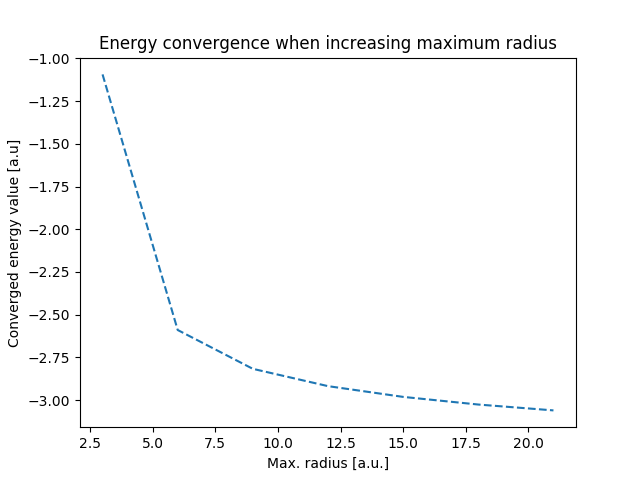 Energy convergence when increasing maximum radius
−1.00
−1.25
−1.50
−1.75
−2.00
−2.25
−2.50
−2.75
−3.00
Converged energy value [a.u]
2.5 5.0 7.5 10.0 12.5 15.0 17.5 20.0
Max. radius [a.u.]